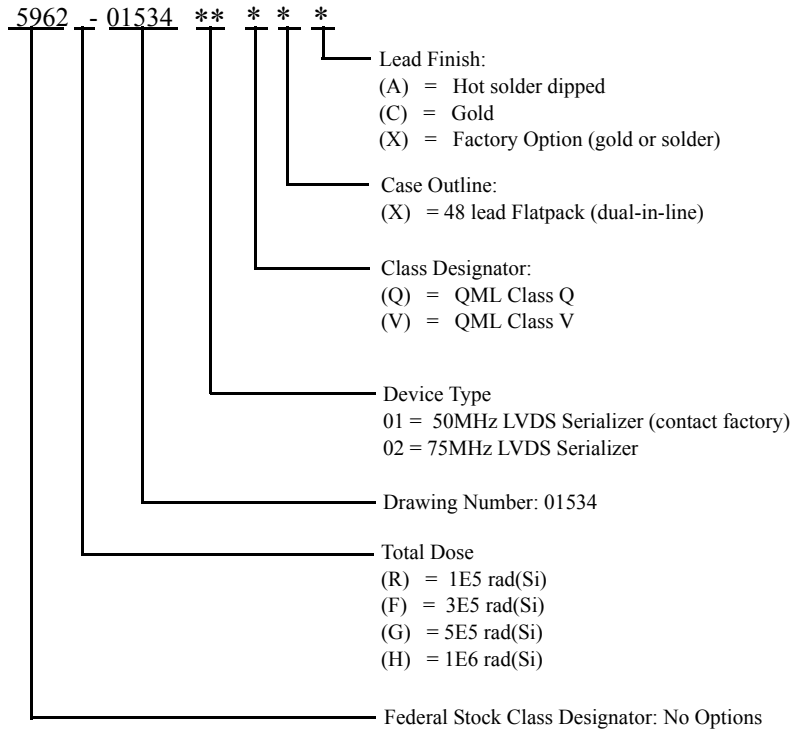 5962 - 01534 ** * * *
Lead Finish:
(A) = Hot solder dipped
(C) = Gold
(X) = Factory Option (gold or solder)
Case Outline:
(X) = 48 lead Flatpack (dual-in-line)
Class Designator:
(Q) = QML Class Q
(V) = QML Class V
Device Type
01 = 50MHz LVDS Serializer (contact factory)
02 = 75MHz LVDS Serializer
Drawing Number: 01534
Total Dose
(R) = 1E5 rad(Si)
(F) = 3E5 rad(Si)
(G) = 5E5 rad(Si)
(H) = 1E6 rad(Si)
Federal Stock Class Designator: No Options